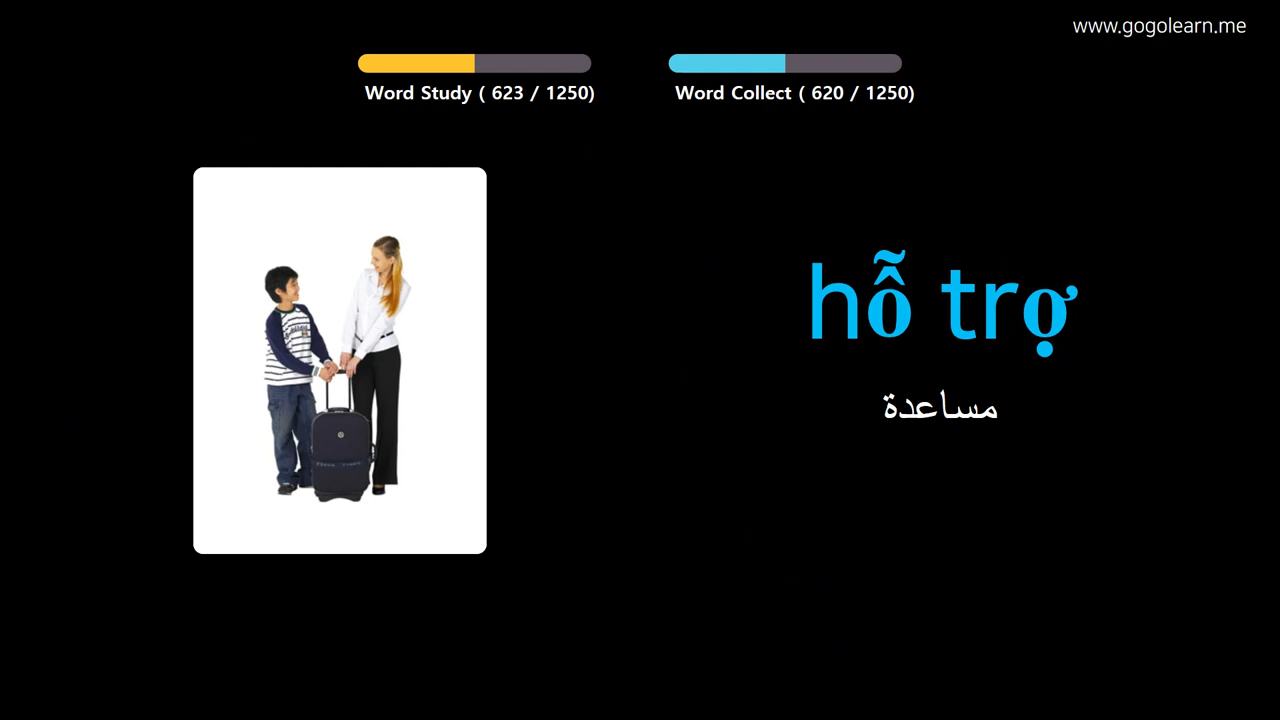 www.gogolearn.me
Word Study ( 623 / 1250)
Word Collect ( 620 / 1250)
hỗ trợ
مساعدة